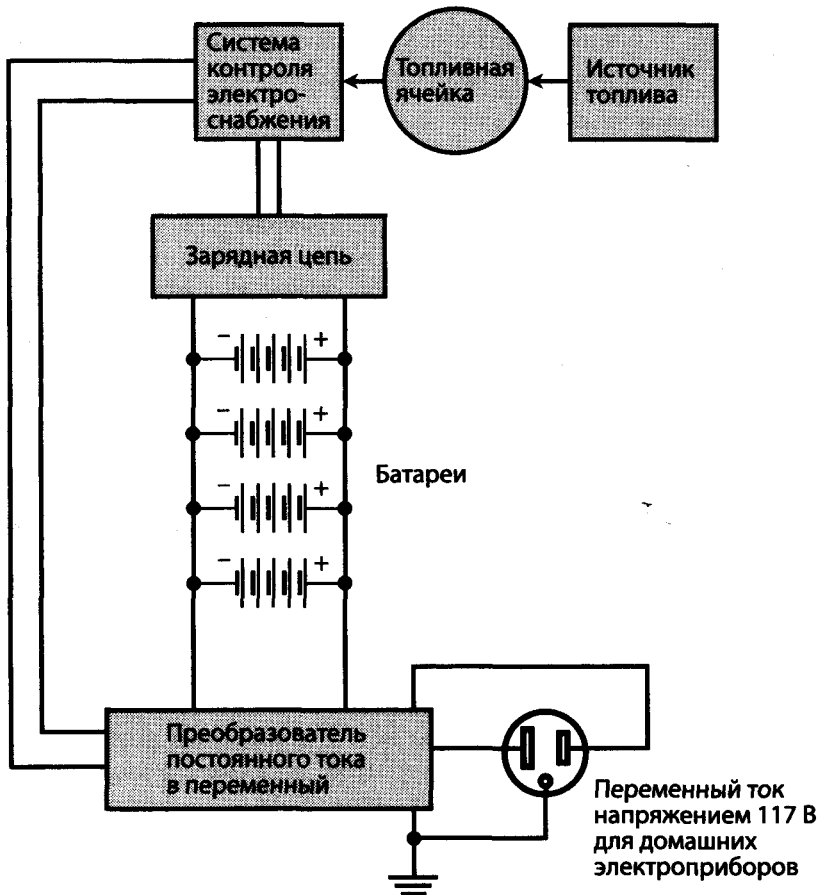 Система
контроля
электро-
снабжения
Топливная
ячейка
Источник
топлива
Зарядная цепь
− +
− +
− +
− +
Батареи
Преобразователь
постоянного тока
в переменный
Переменный ток
напряжением 117 В
для домашних
электроприборов